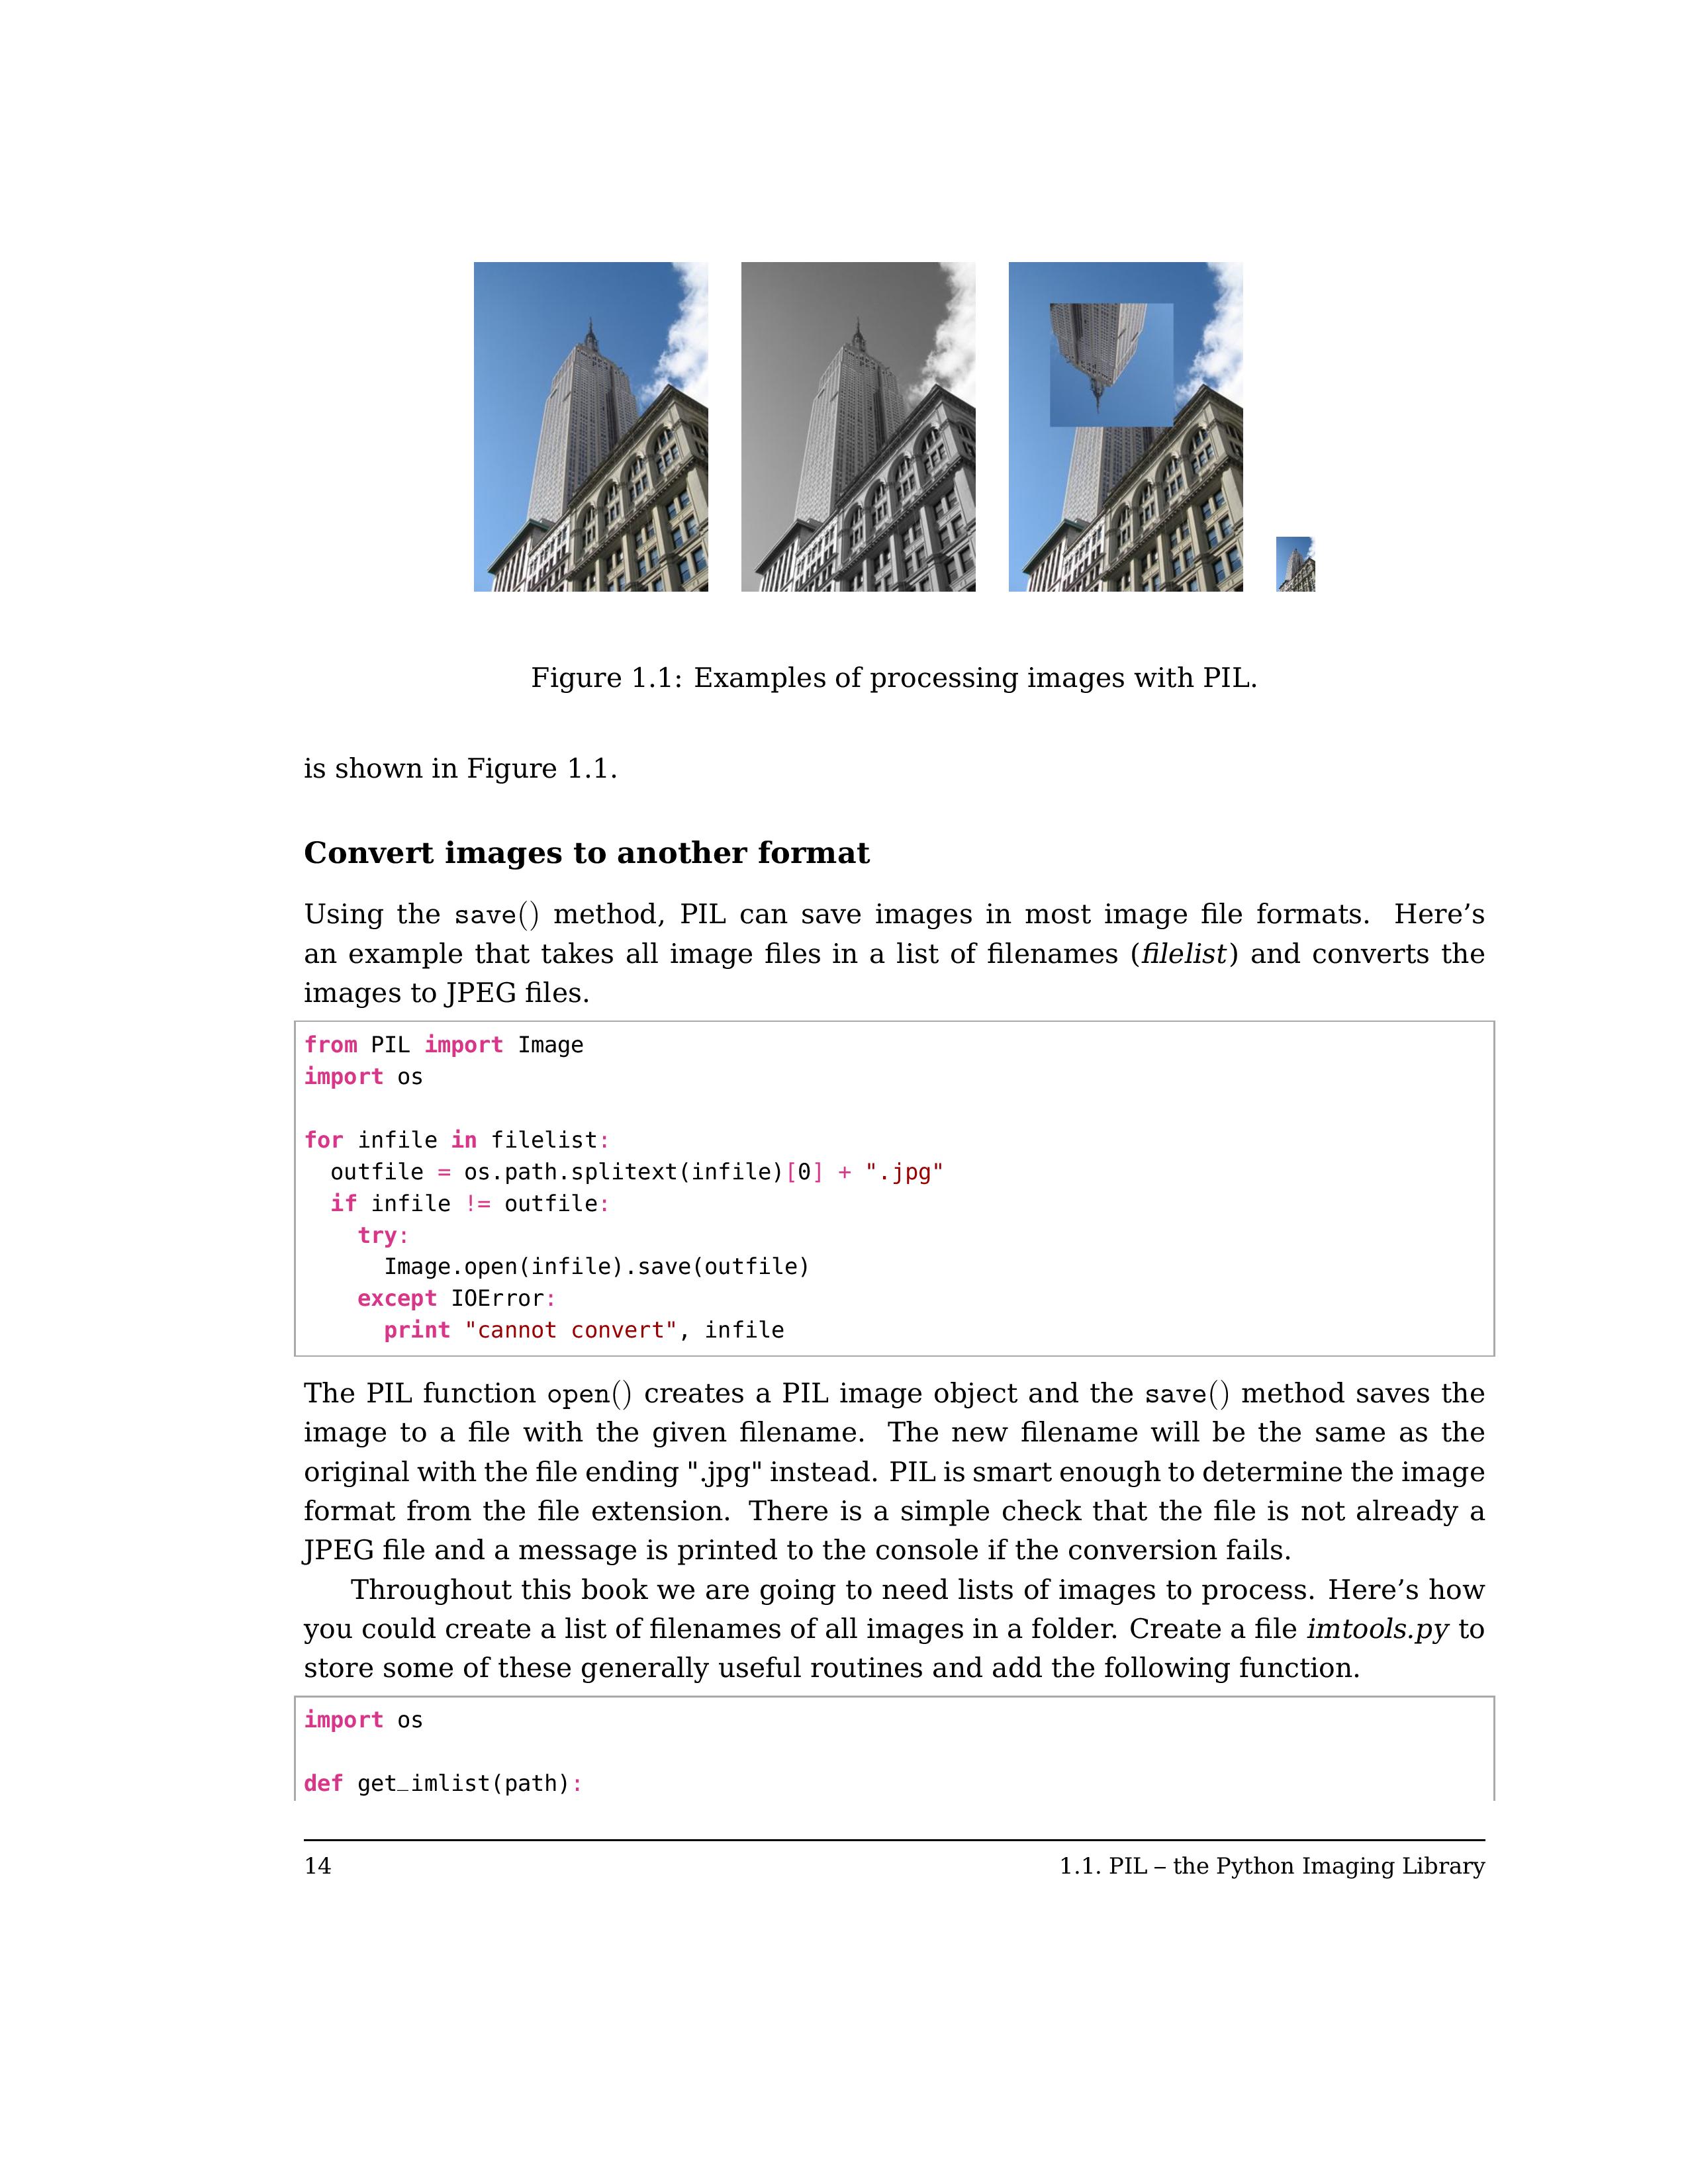 Figure 1.1: Examples of processing images with PIL.
is shown in Figure 1.1.
Convert images to another format
Using the save() method, PIL can save images in most image file formats. Here’s
an example that takes all image files in a list of filenames (filelist) and converts the
images to JPEG files.
from PIL import Image
import os
for infile in filelist:
  outfile = os.path.splitext(infile)[0] + ".jpg"
  if infile != outfile:
    try:
      Image.open(infile).save(outfile)
    except IOError:
      print "cannot convert", infile
The PIL function open() creates a PIL image object and the save() method saves the
image to a file with the given filename. The new filename will be the same as the
original with the file ending ".jpg" instead. PIL is smart enough to determine the image
format from the file extension. There is a simple check that the file is not already a
JPEG file and a message is printed to the console if the conversion fails.
Throughout this book we are going to need lists of images to process. Here’s how
you could create a list of filenames of all images in a folder. Create a file imtools.py to
store some of these generally useful routines and add the following function.
import os
def get_imlist(path):
14 1.1. PIL – the Python Imaging Library